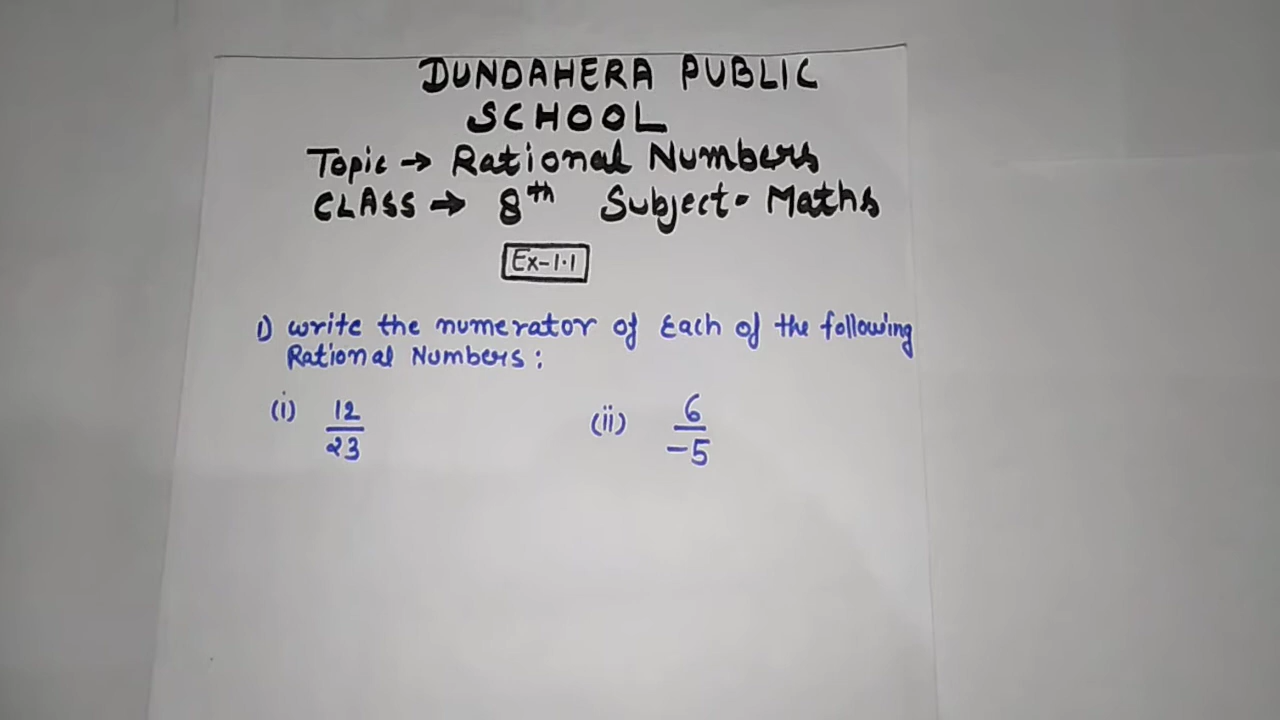 DUNDAHERA PUBLIC
SCHOOL
Topic → Rational Numbers
CLASS → 8th Subject - Maths
Ex-1.1
1) write the numerator of Each of the following
Rational Numbers :
(i) 12/23 (ii) 6/-5